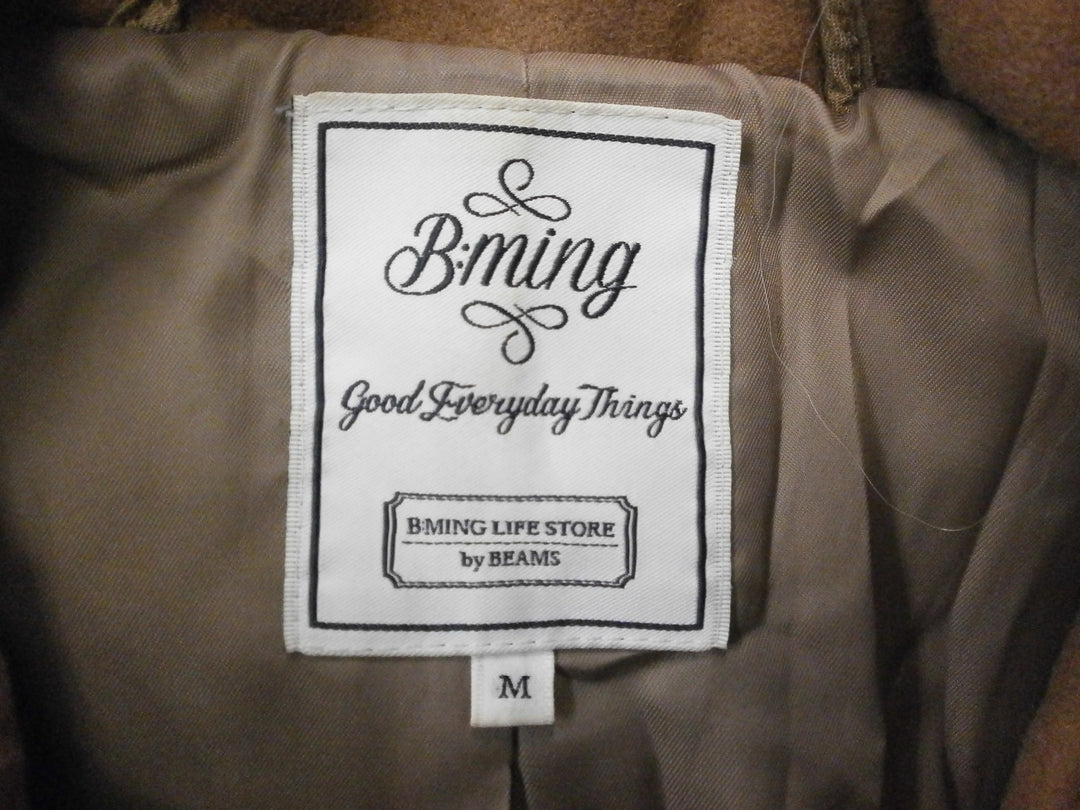 B:ming
Good Everyday Things
B:MING LIFE STORE
by BEAMS
M